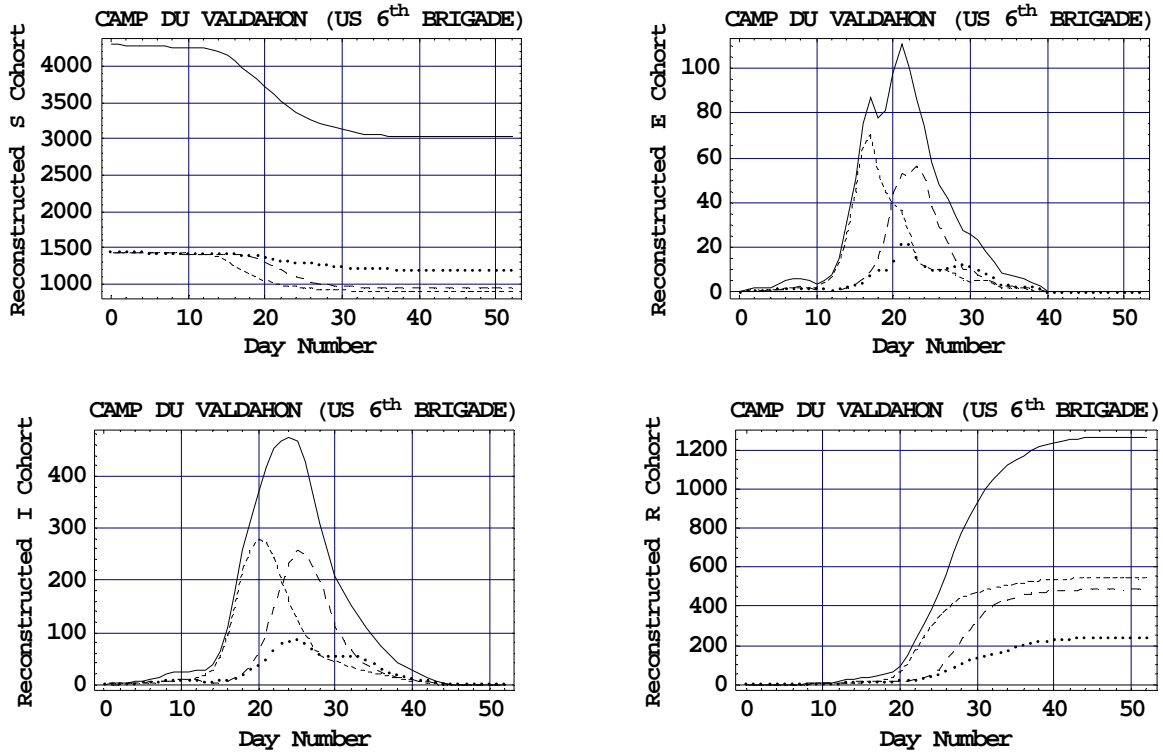 CAMP DU VALDAHON (US 6th BRIGADE)
Reconstructed S Cohort
4000
3500
3000
2500
2000
1500
1000
0 10 20 30 40 50
Day Number
CAMP DU VALDAHON (US 6th BRIGADE)
Reconstructed E Cohort
100
80
60
40
20
0
0 10 20 30 40 50
Day Number
CAMP DU VALDAHON (US 6th BRIGADE)
Reconstructed I Cohort
400
300
200
100
0
0 10 20 30 40 50
Day Number
CAMP DU VALDAHON (US 6th BRIGADE)
Reconstructed R Cohort
1200
1000
800
600
400
200
0
0 10 20 30 40 50
Day Number